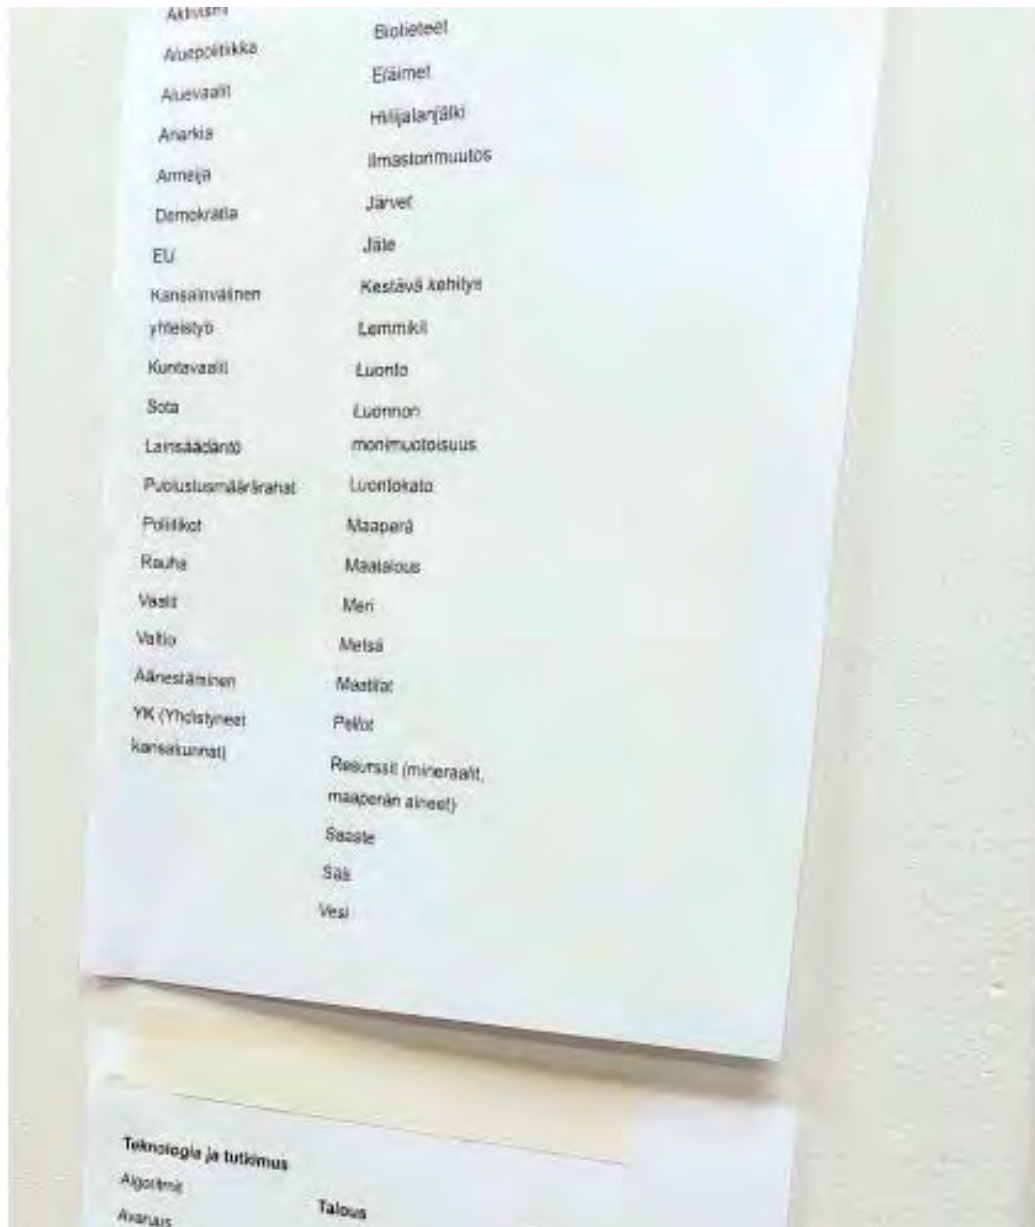 Aluepolitiikka
Aluevaalit
Anarkia
Armeija
Demokratia
EU
Kansainvälinen
yhteistyö
Kuntavaalit
Sota
Lainsäädäntö
Puolustusmäärärahat
Poliitikot
Rauha
Vaalit
Valtio
Äänestäminen
YK (Yhdistyneet
kansakunnat)
Biotieteet
Eläimet
Hiilijalanjälki
Ilmastonmuutos
Järvet
Jäte
Kestävä kehitys
Lemmikit
Luonto
Luonnon
monimuotoisuus
Luontokato
Maaperä
Maatalous
Meri
Metsä
Maatilat
Pellot
Resurssit (mineraalit,
maaperän aineet)
Saaste
Sää
Vesi
Teknologia ja tutkimus
Algoritmit
Avaruus
Talous